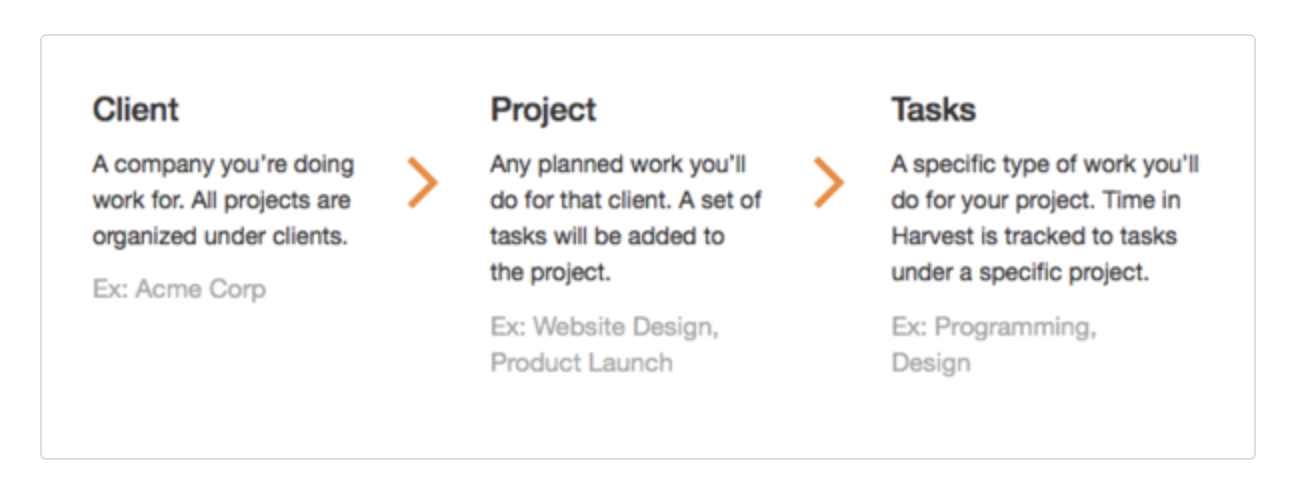 Client
A company you're doing
work for. All projects are
organized under clients.
Ex: Acme Corp
Project
Any planned work you'll
do for that client. A set of
tasks will be added to
the project.
Ex: Website Design,
Product Launch
Tasks
A specific type of work you'll
do for your project. Time in
Harvest is tracked to tasks
under a specific project.
Ex: Programming,
Design